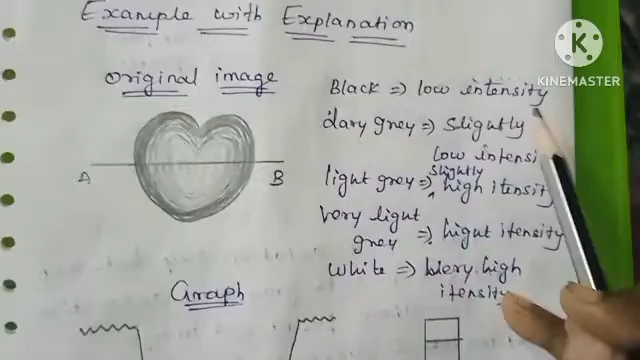 Example with Explanation
original image
A
B
Black => low intensity
dary grey => slightly
low intensi
light grey => slightly high itensity
very light
grey => hight itensity
white => very high
itensity
Graph
K
KINEMASTER